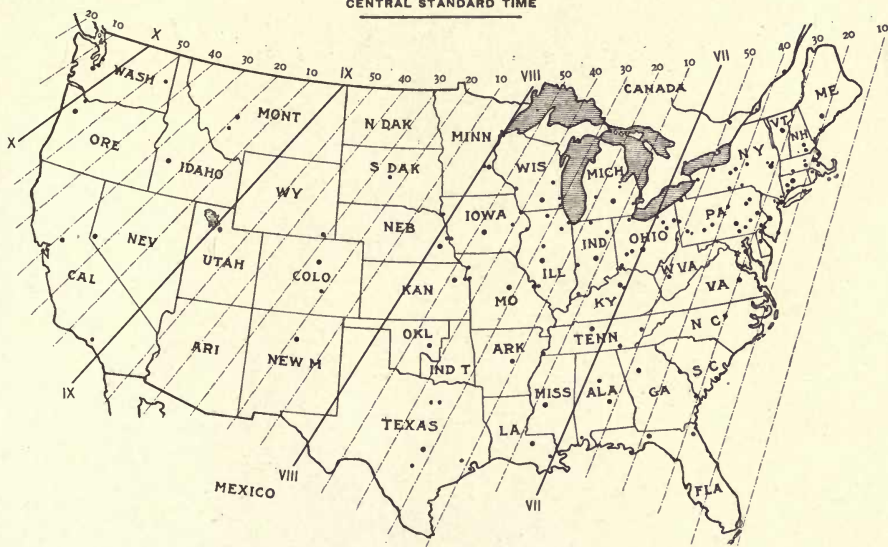 CENTRAL STANDARD TIME
20 10 X 50 40 30 20 10 IX 50 40 30 20 10 VIII 50 40 30 20 10 VII 50 40 30 20 10
CANADA
WASH
MONT
N DAK
MINN
ME
X
ORE
IDAHO
S DAK
WIS
MICH
VT
NH
N Y
WY
NEB
IOWA
PA
NEV
UTAH
COLO
ILL
IND
OHIO
CAL
KAN
MO
W VA
VA
KY
ARI
NEW M
OKL
IND T
ARK
TENN
N C
S C
IX
TEXAS
MISS
ALA
GA
LA
VIII
MEXICO
VII
FLA